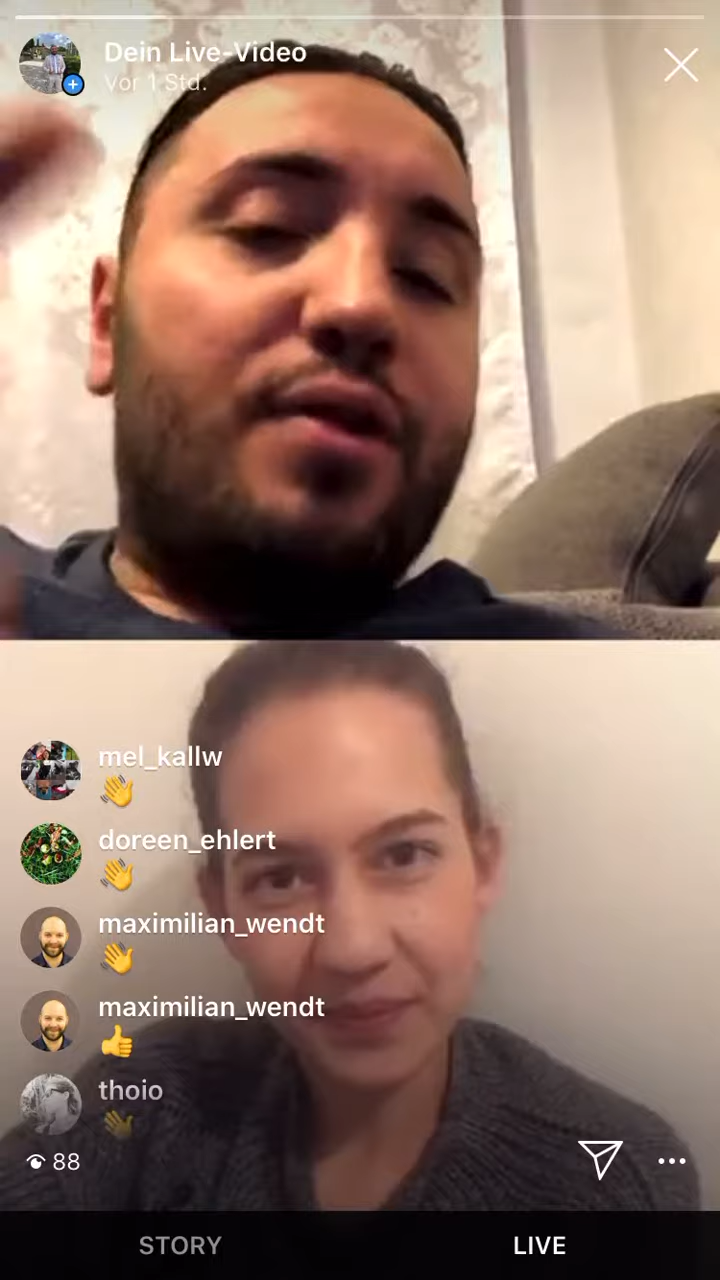 Dein Live-Video
Vor 1 Std.
mel_kallw
doreen_ehlert
maximilian_wendt
maximilian_wendt
thoio
88
STORY
LIVE